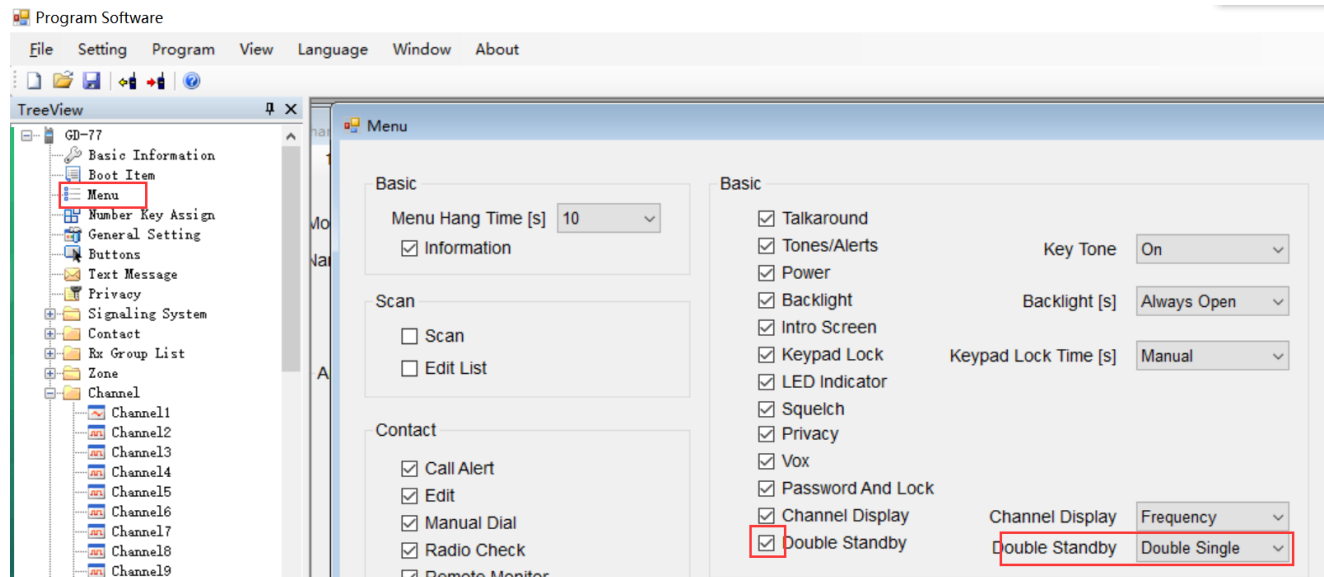 Program Software
File Setting Program View Language Window About
TreeView
GD-77
Basic Information
Boot Item
Menu
Number Key Assign
General Setting
Buttons
Text Message
Privacy
Signaling System
Contact
Rx Group List
Zone
Channel
Channel1
Channel2
Channel3
Channel4
Channel5
Channel6
Channel7
Channel8
Channel9
Menu
Basic
Menu Hang Time [s] 10
Information
Scan
Scan
Edit List
Contact
Call Alert
Edit
Manual Dial
Radio Check
Remote Monitor
Basic
Talkaround
Tones/Alerts Key Tone On
Power
Backlight Backlight [s] Always Open
Intro Screen
Keypad Lock Keypad Lock Time [s] Manual
LED Indicator
Squelch
Privacy
Vox
Password And Lock
Channel Display Channel Display Frequency
Double Standby Double Standby Double Single